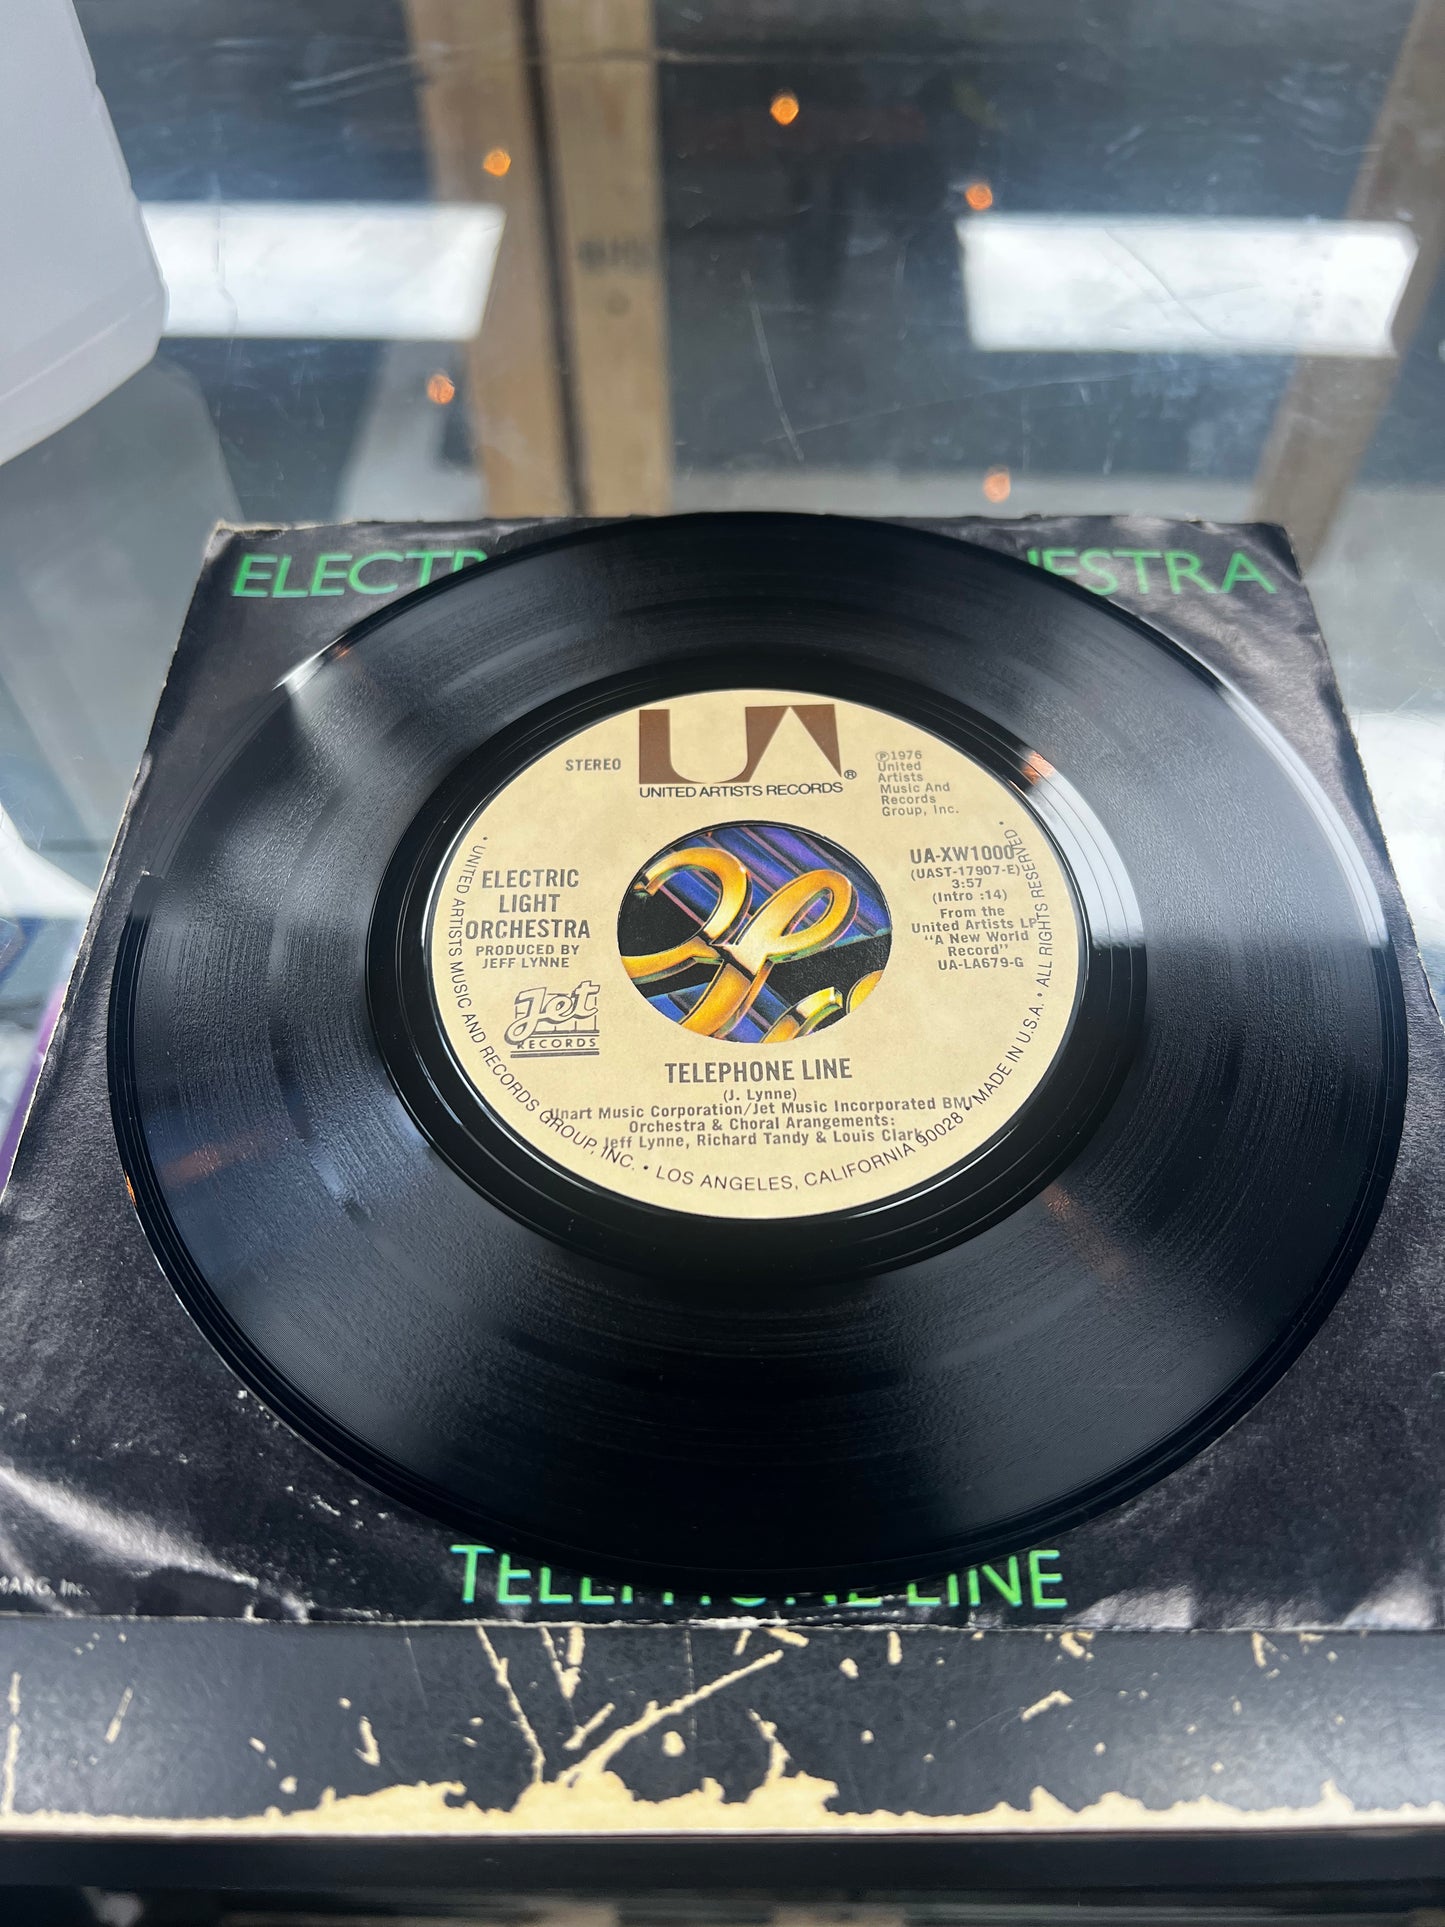 STEREO
UNITED ARTISTS RECORDS®
℗1976
United
Artists
Music And
Records
Group, Inc.
ELECTRIC
LIGHT
ORCHESTRA
PRODUCED BY
JEFF LYNNE
Jet
RECORDS
UA-XW1000
(UAST-17907-E)
3:57
(Intro :14)
From the
United Artists LP
"A New World
Record"
UA-LA679-G
TELEPHONE LINE
(J. Lynne)
Unart Music Corporation/Jet Music Incorporated BMI
Orchestra & Choral Arrangements:
Jeff Lynne, Richard Tandy & Louis Clark
• UNITED ARTISTS MUSIC AND RECORDS GROUP, INC. • LOS ANGELES, CALIFORNIA 90028 • MADE IN U.S.A. • ALL RIGHTS RESERVED •
TELEPHONE LINE